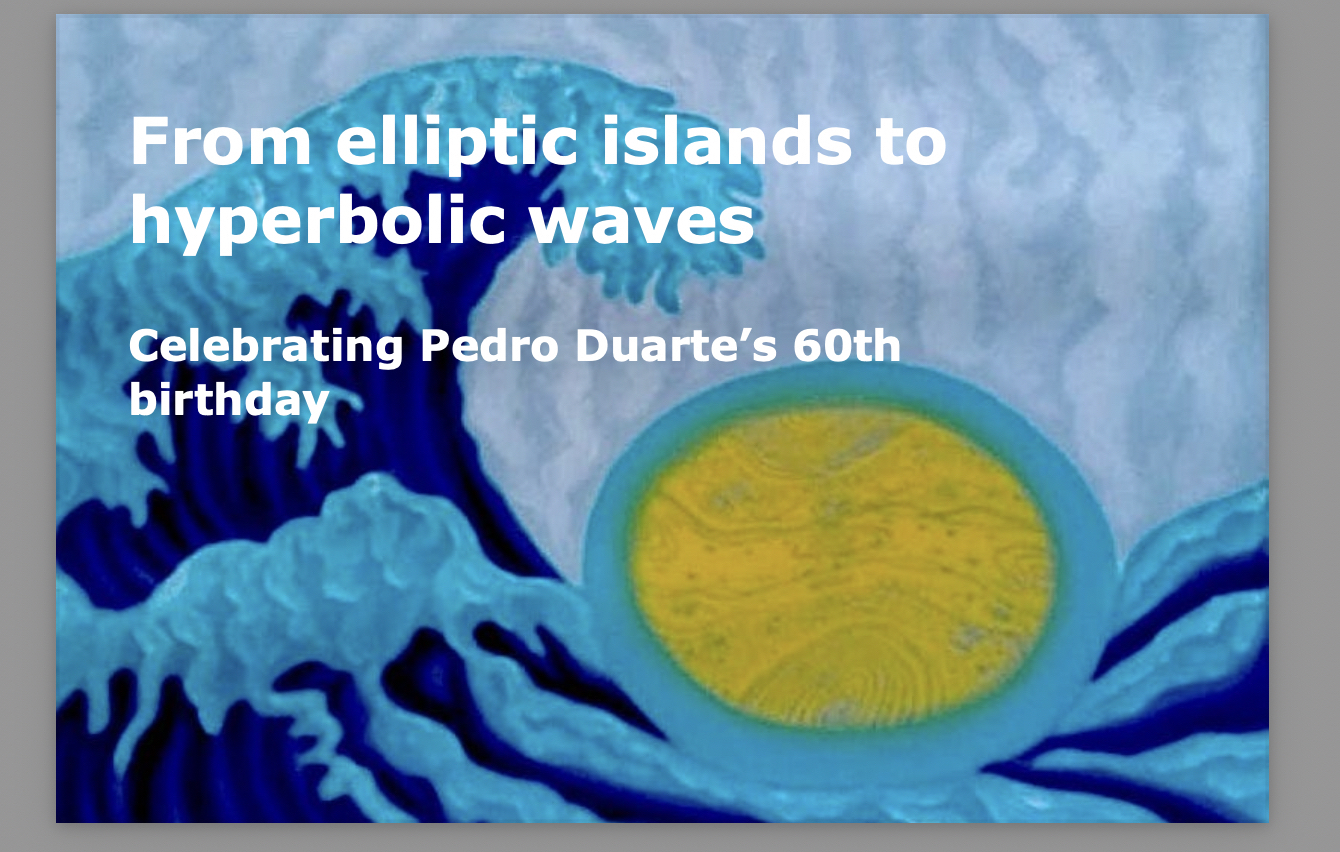 From elliptic islands to
hyperbolic waves
Celebrating Pedro Duarte’s 60th
birthday